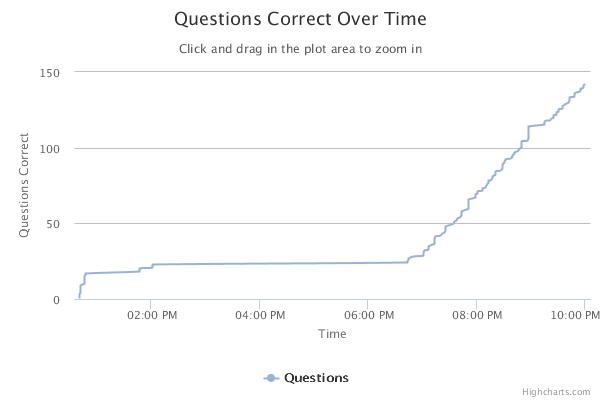 Questions Correct Over Time
Click and drag in the plot area to zoom in
Questions Correct
150
100
50
0
02:00 PM 04:00 PM 06:00 PM 08:00 PM 10:00 PM
Time
Questions
Highcharts.com